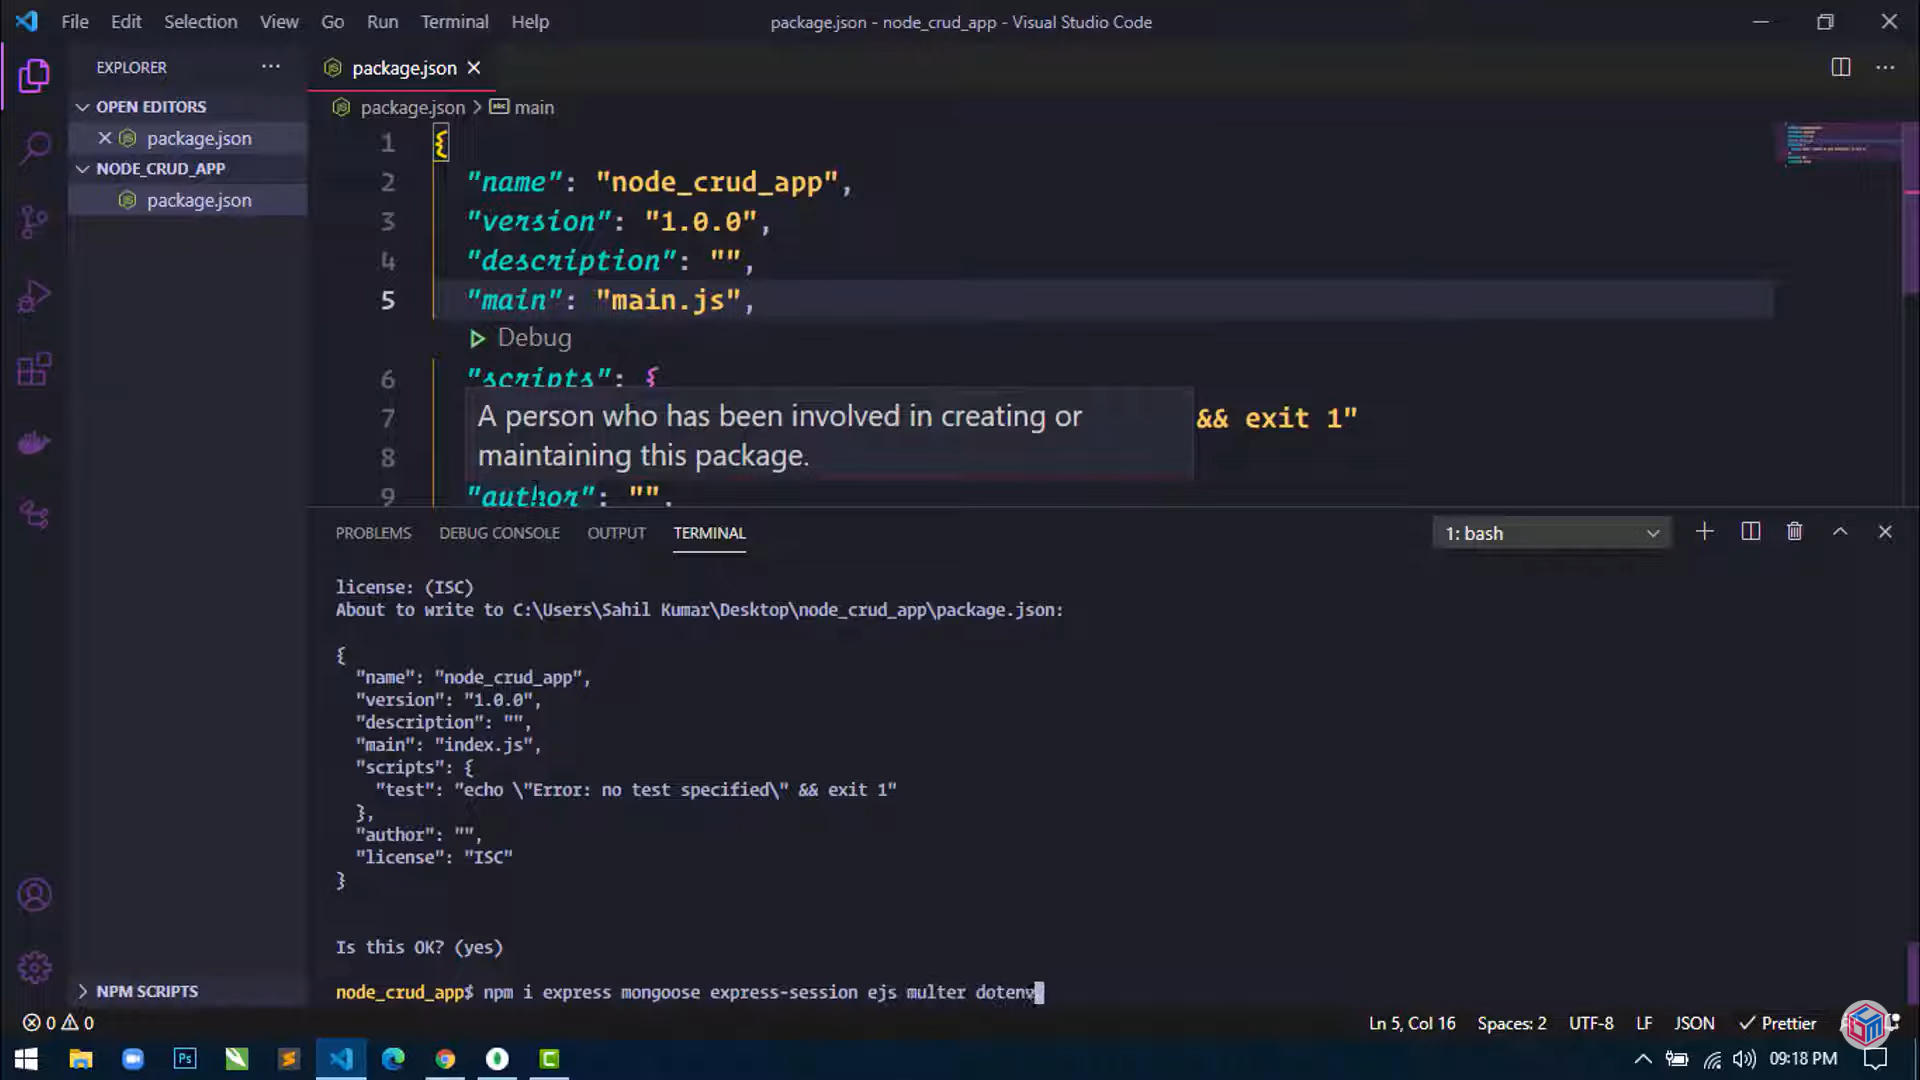 File Edit Selection View Go Run Terminal Help
package.json - node_crud_app - Visual Studio Code
EXPLORER
OPEN EDITORS
package.json
NODE_CRUD_APP
package.json
NPM SCRIPTS
package.json
package.json > main
1 {
2 "name": "node_crud_app",
3 "version": "1.0.0",
4 "description": "",
5 "main": "main.js",
Debug
6 "scripts": {
A person who has been involved in creating or
maintaining this package.
7 && exit 1"
8
9 "author": "",
PROBLEMS DEBUG CONSOLE OUTPUT TERMINAL
1: bash
license: (ISC)
About to write to C:\Users\Sahil Kumar\Desktop\node_crud_app\package.json:
{
"name": "node_crud_app",
"version": "1.0.0",
"description": "",
"main": "index.js",
"scripts": {
"test": "echo \"Error: no test specified\" && exit 1"
},
"author": "",
"license": "ISC"
}
Is this OK? (yes)
node_crud_app$ npm i express mongoose express-session ejs multer dotenv
0 0
Ln 5, Col 16 Spaces: 2 UTF-8 LF JSON Prettier
Ps
09:18 PM